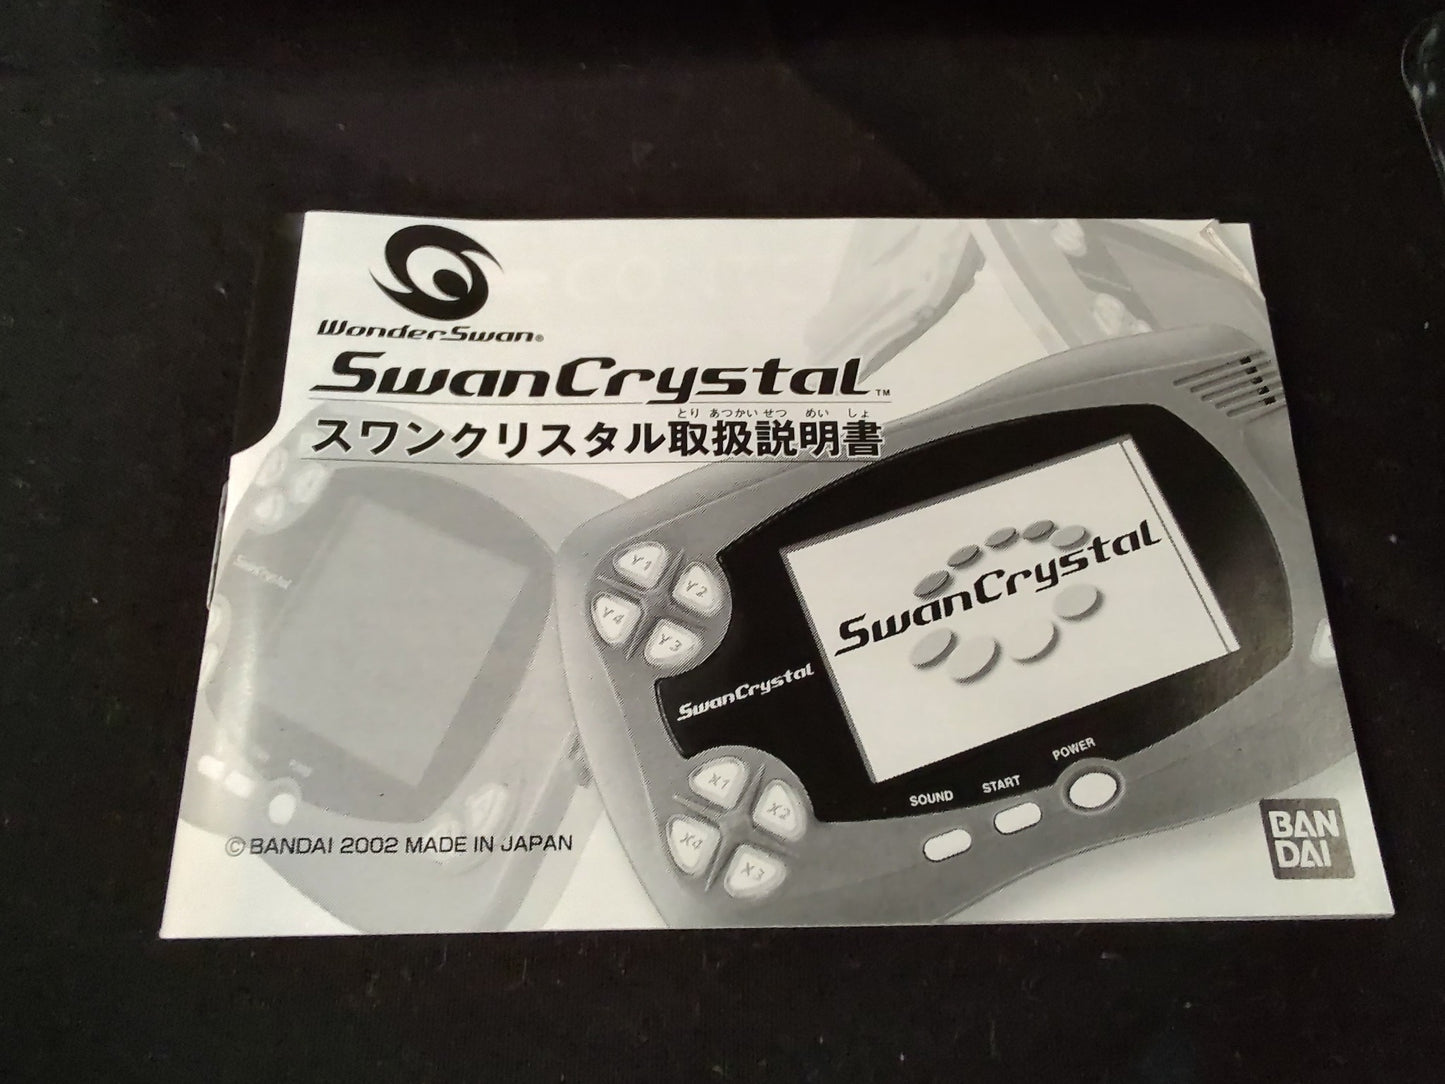 WonderSwan®
SwanCrystal™
とり あつかい せつ めい しょ
スワンクリスタル取扱説明書
SwanCrystal
Y1
Y2
Y4
Y3
SwanCrystal
SwanCrystal
POWER
START
SOUND
X1
X2
X4
X3
©BANDAI 2002 MADE IN JAPAN
BAN
DAI